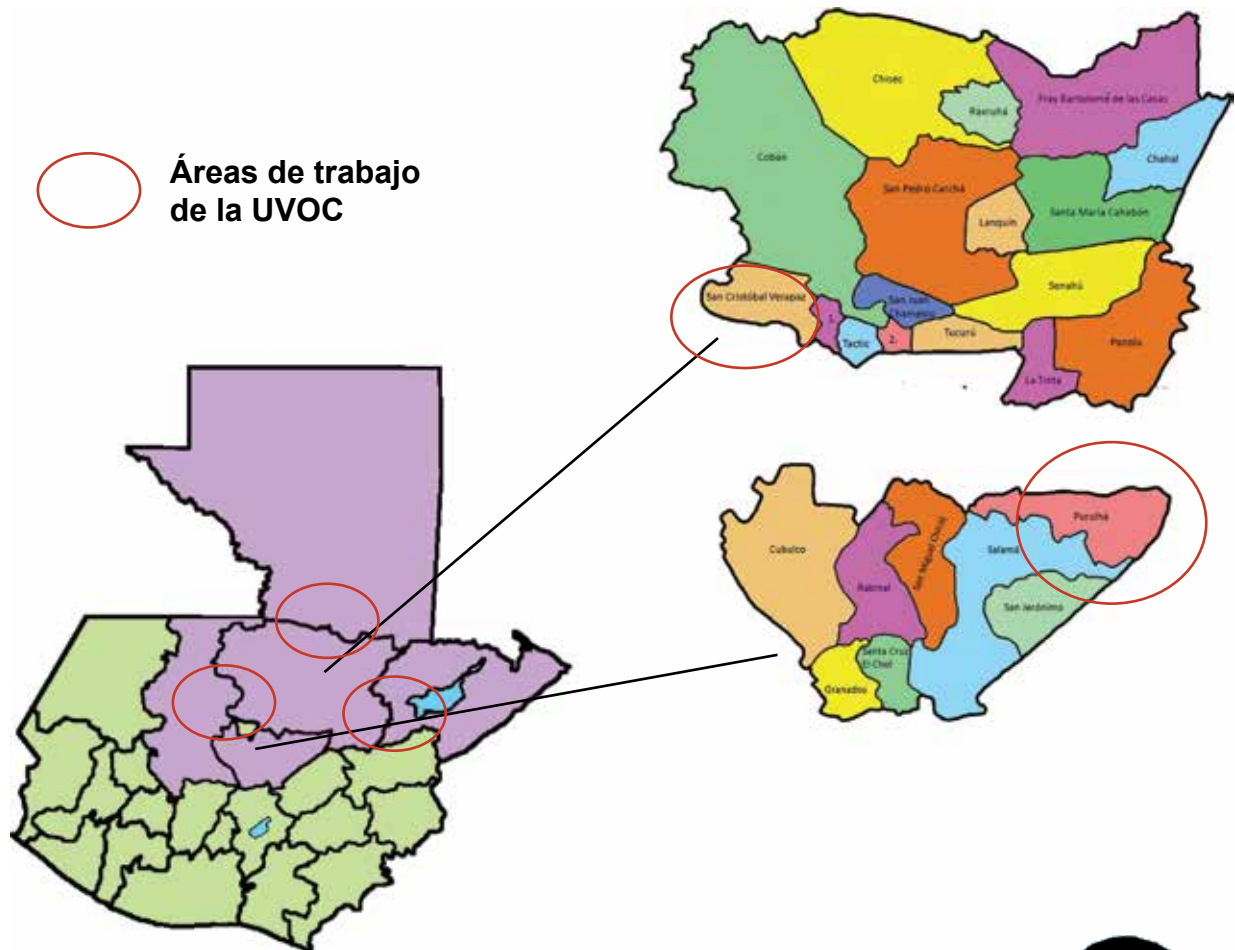 Áreas de trabajo
de la UVOC
Chisec
Raxruhá
Fray Bartolomé de las Casas
Chahal
Cobán
San Pedro Carchá
Lanquín
Santa María Cahabón
Senahú
San Cristóbal Verapaz
1.
Tactic
2.
San Juan
Chamelco
Tucurú
La Tinta
Panzós
Purulhá
Cubulco
Rabinal
San Miguel Chicaj
Salamá
San Jerónimo
Santa Cruz
El Chol
Granados